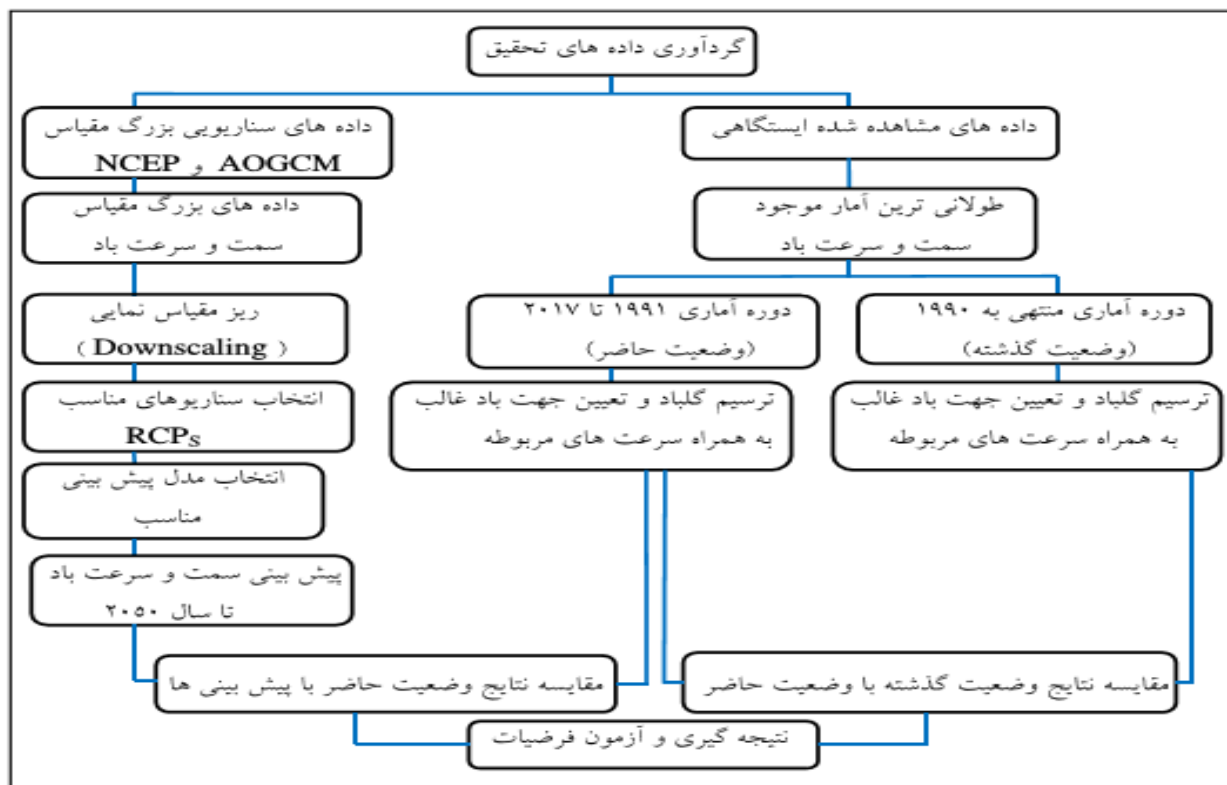 گردآوری داده های تحقیق
داده های مشاهده شده ایستگاهی
داده های سناریویی بزرگ مقیاس
AOGCM و NCEP
طولانی ترین آمار موجود
سمت و سرعت باد
داده های بزرگ مقیاس
سمت و سرعت باد
دوره آماری منتهی به ۱۹۹۰
(وضعیت گذشته)
دوره آماری ۱۹۹۱ تا ۲۰۱۷
(وضعیت حاضر)
ریز مقیاس نمایی
(Downscaling)
ترسیم گلباد و تعیین جهت باد غالب
به همراه سرعت های مربوطه
ترسیم گلباد و تعیین جهت باد غالب
به همراه سرعت های مربوطه
انتخاب سناریوهای مناسب
RCPs
انتخاب مدل پیش بینی
مناسب
پیش بینی سمت و سرعت باد
تا سال ۲۰۵۰
مقایسه نتایج وضعیت گذشته با وضعیت حاضر
مقایسه نتایج وضعیت حاضر با پیش بینی ها
نتیجه گیری و آزمون فرضیات